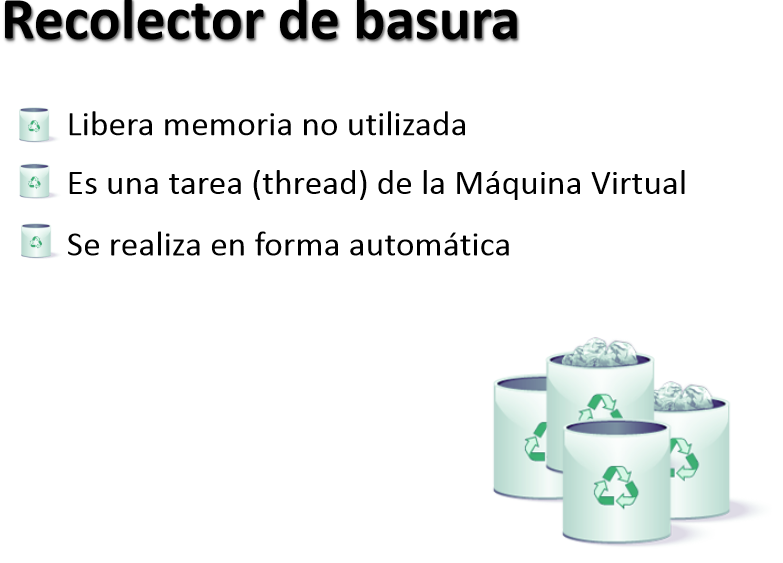 Recolector de basura
Libera memoria no utilizada
Es una tarea (thread) de la Máquina Virtual
Se realiza en forma automática